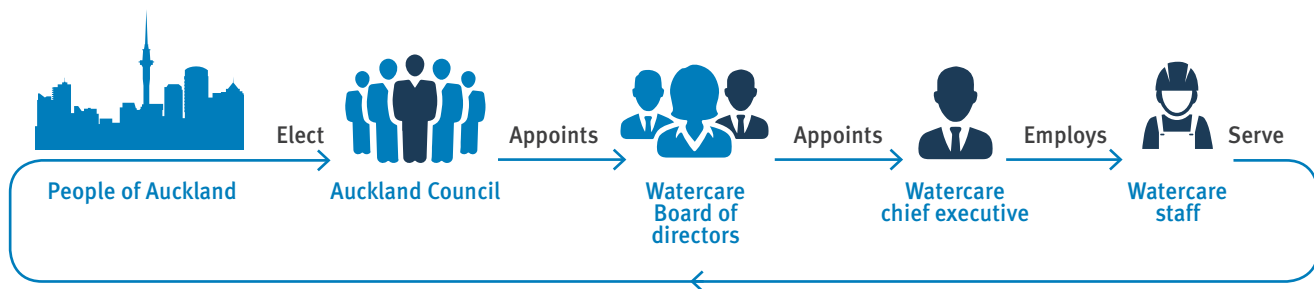 Elect
Appoints
Appoints
Employs
Serve
People of Auckland
Auckland Council
Watercare
Board of
directors
Watercare
chief executive
Watercare
staff